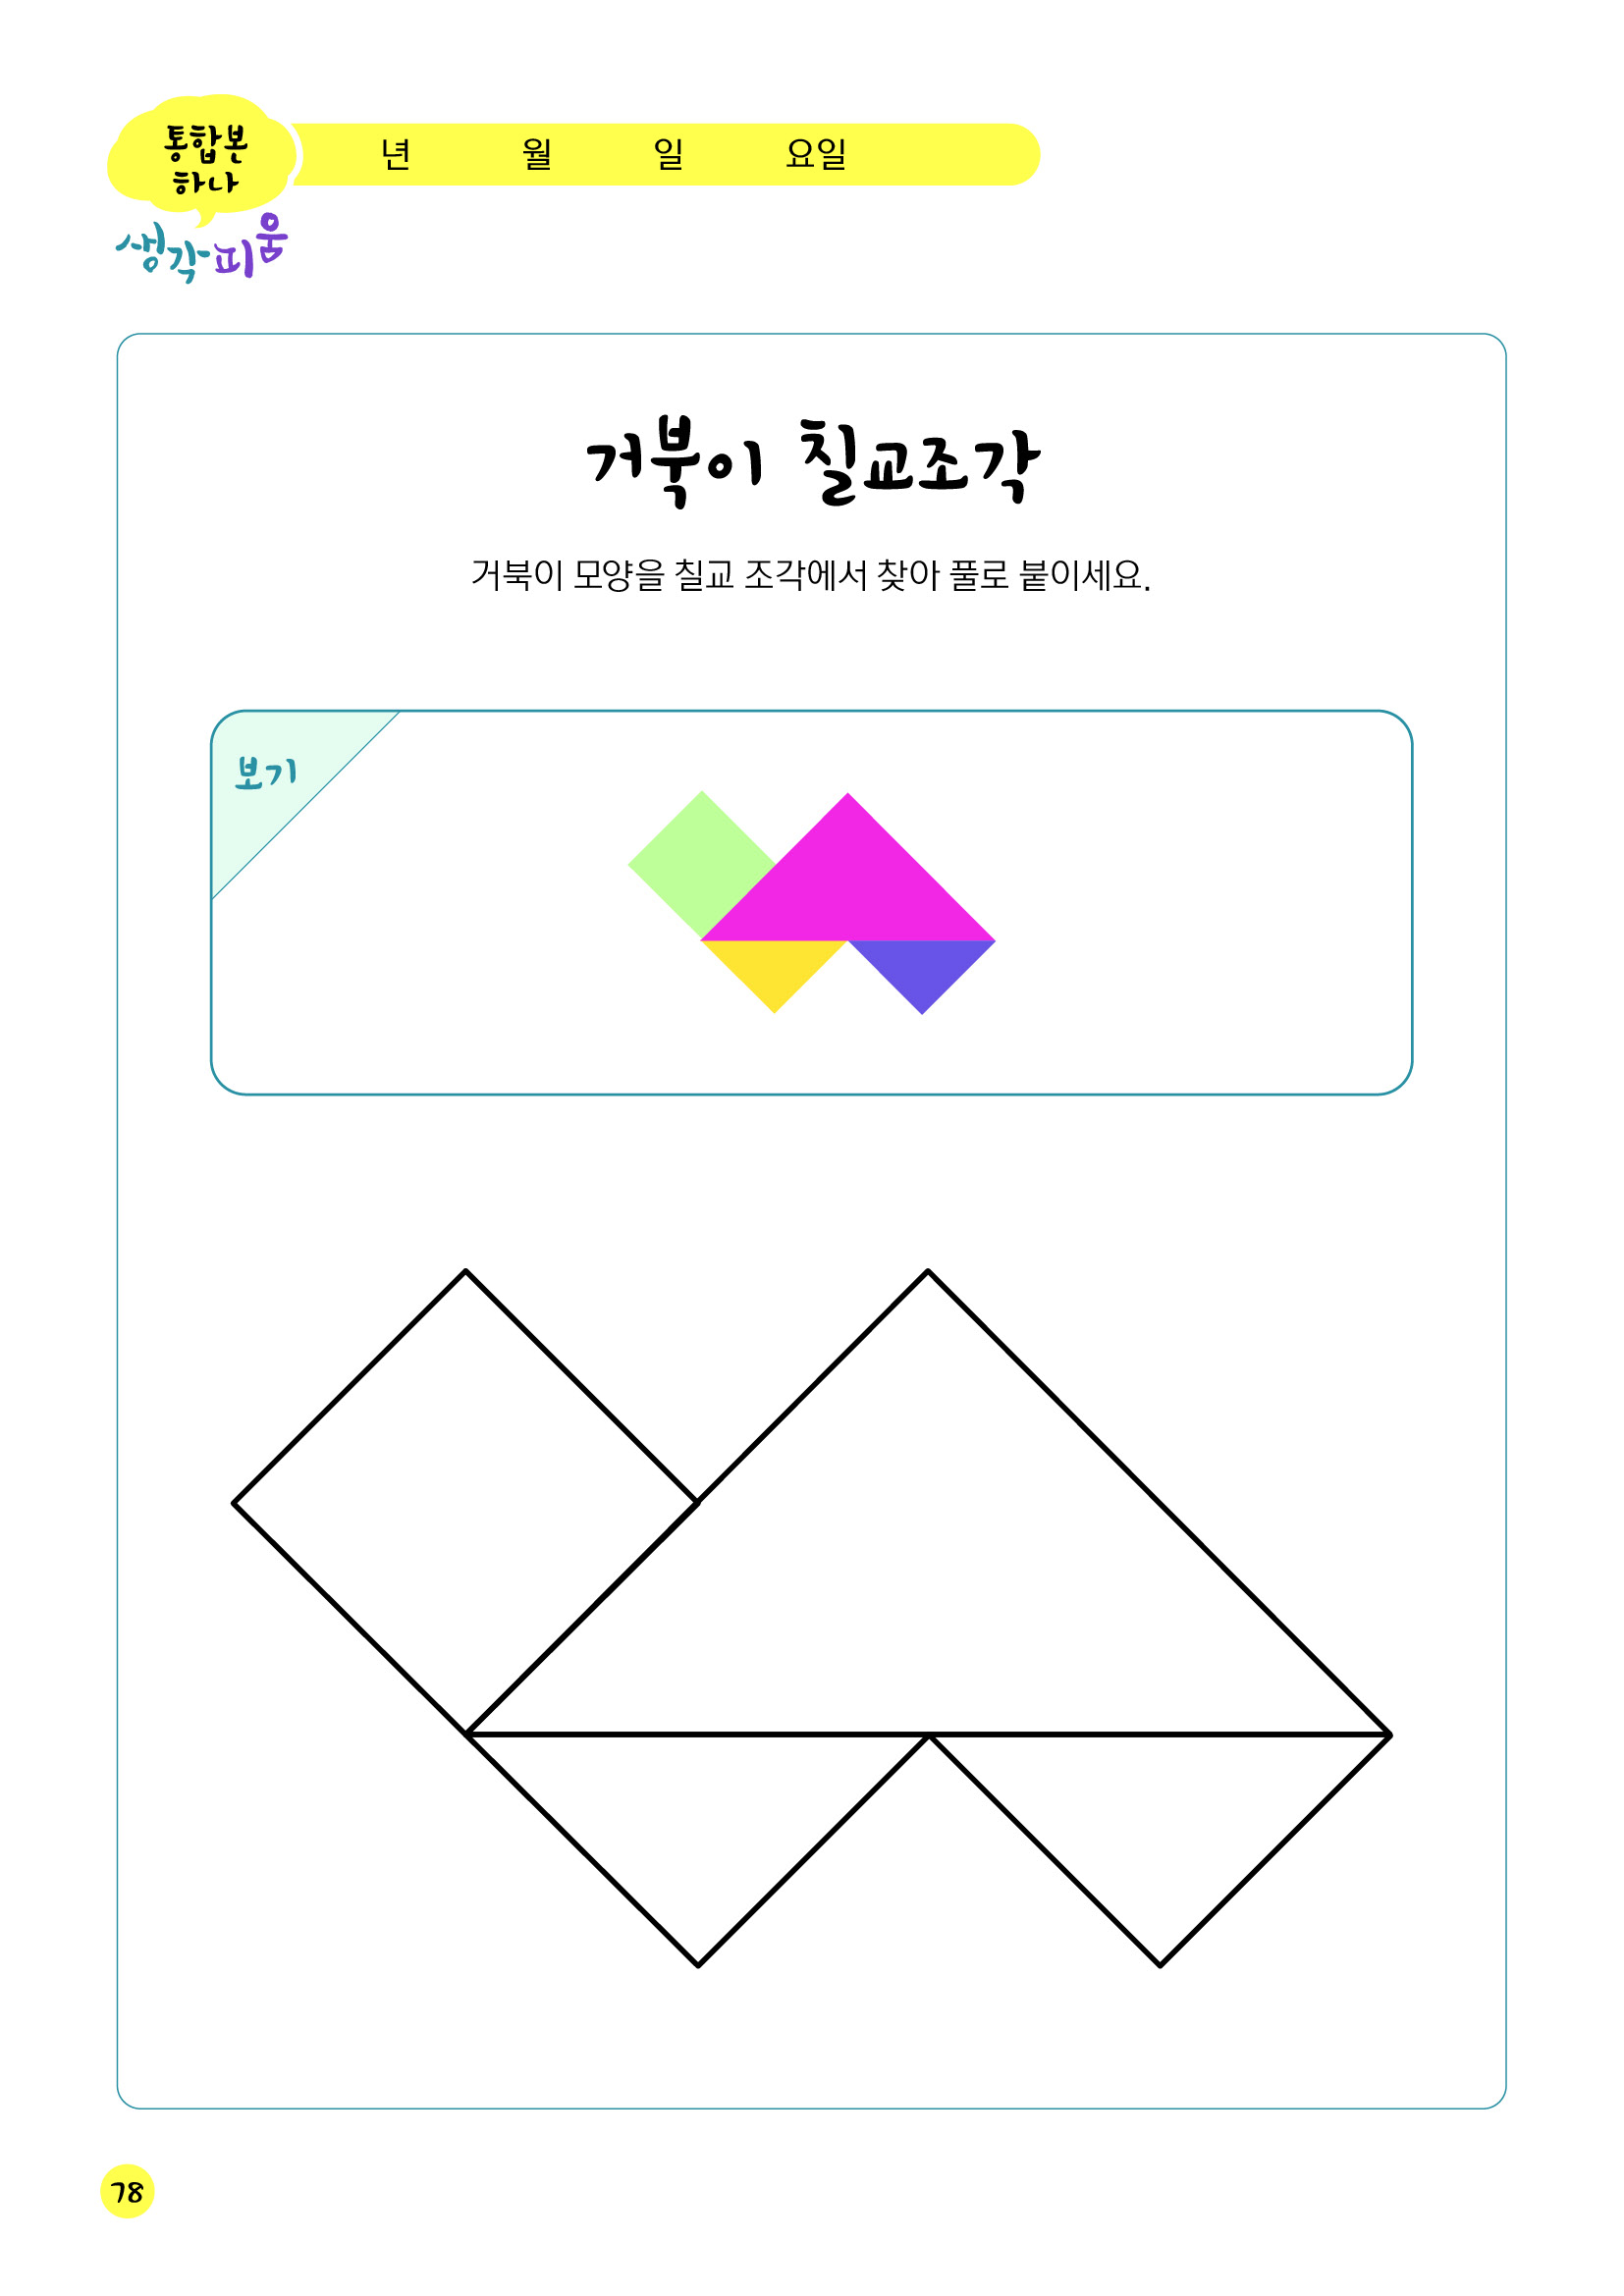 통합본
하나
년 월 일 요일
생각피움
거북이 칠교조각
거북이 모양을 칠교 조각에서 찾아 풀로 붙이세요.
보기
78